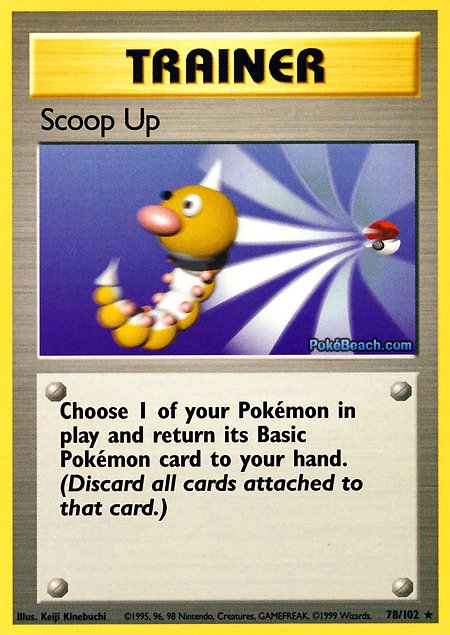 TRAINER
Scoop Up
PokéBeach.com
Choose 1 of your Pokémon in
play and return its Basic
Pokémon card to your hand.
(Discard all cards attached to
that card.)
Illus. Keiji Kinebuchi ©1995, 96, 98 Nintendo, Creatures, GAMEFREAK. ©1999 Wizards. 78/102 ★